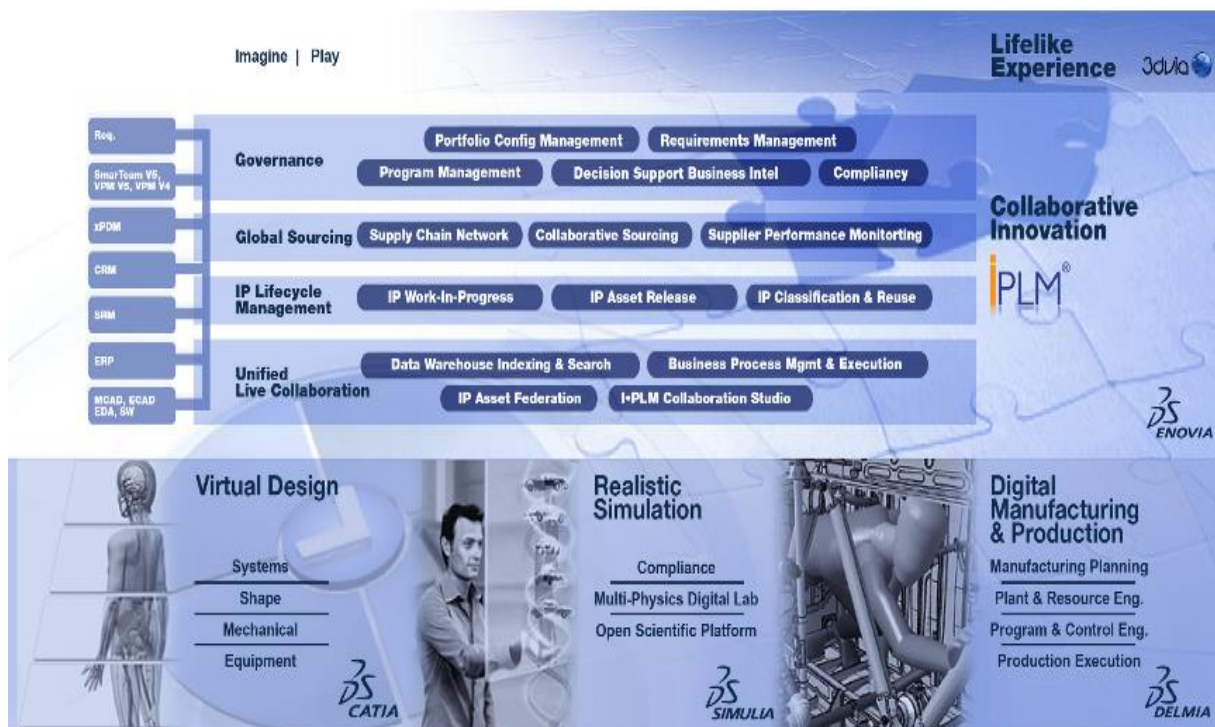 Imagine | Play
Lifelike
Experience
3dvia
Req.
SmarTeam V5,
VPM V5, VPM V4
xPDM
CRM
SRM
ERP
MCAD, ECAD
EDA, SW
Governance
Portfolio Config Management
Requirements Management
Program Management
Decision Support Business Intel
Compliancy
Global Sourcing
Supply Chain Network
Collaborative Sourcing
Supplier Performance Monitorting
IP Lifecycle
Management
IP Work-In-Progress
IP Asset Release
IP Classification & Reuse
Unified
Live Collaboration
Data Warehouse Indexing & Search
Business Process Mgmt & Execution
IP Asset Federation
I•PLM Collaboration Studio
Collaborative
Innovation
iPLM®
DS
ENOVIA
Virtual Design
Systems
Shape
Mechanical
Equipment
DS
CATIA
Realistic
Simulation
Compliance
Multi-Physics Digital Lab
Open Scientific Platform
DS
SIMULIA
Digital
Manufacturing
& Production
Manufacturing Planning
Plant & Resource Eng.
Program & Control Eng.
Production Execution
DS
DELMIA